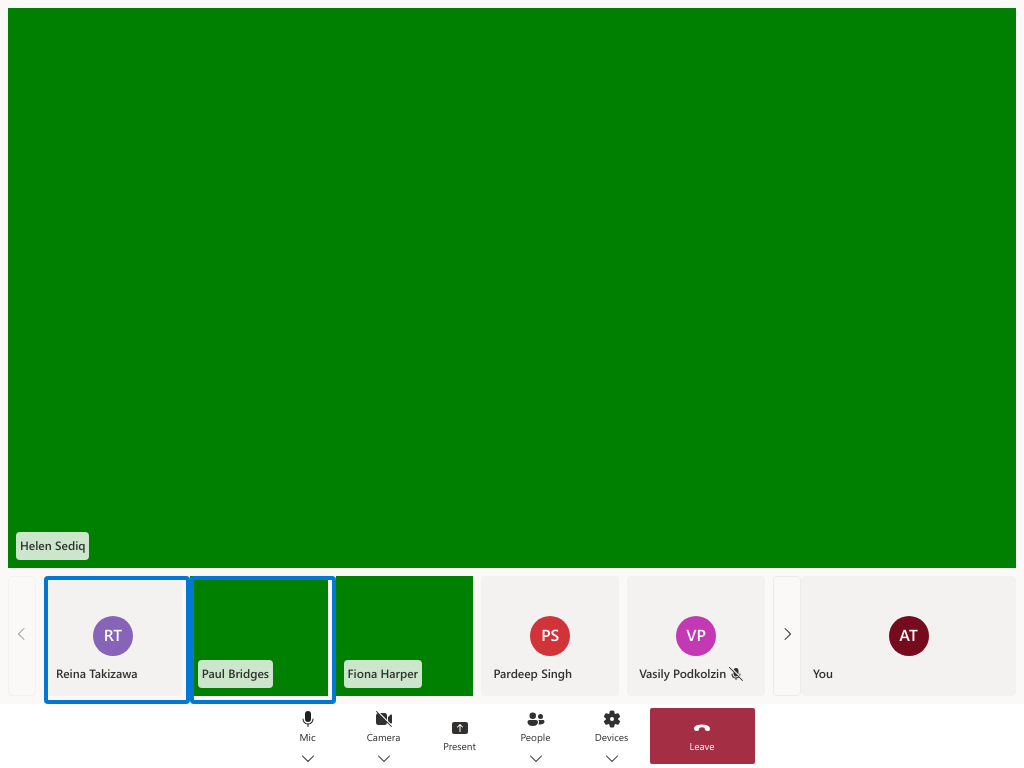 Helen Sediq
RT
Reina Takizawa
Paul Bridges
Fiona Harper
PS
Pardeep Singh
VP
Vasily Podkolzin
AT
You
Mic
Camera
Present
People
Devices
Leave